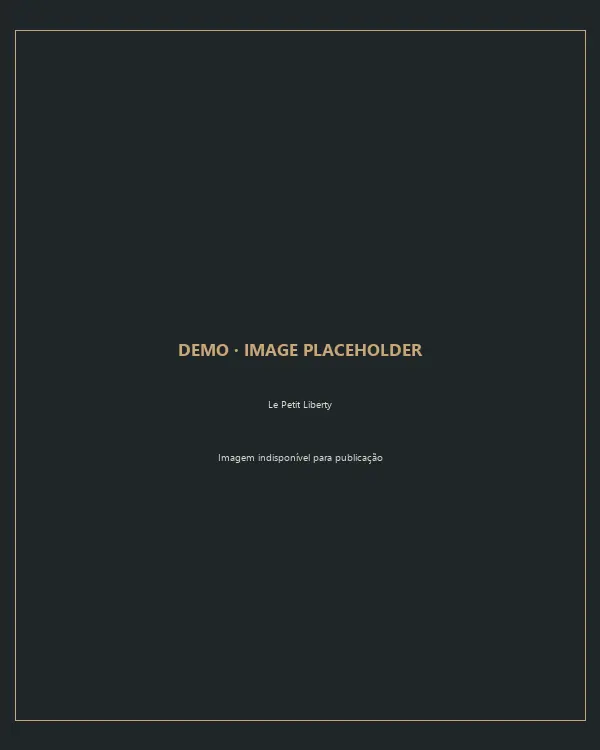 DEMO · IMAGE PLACEHOLDER
Le Petit Liberty
Imagem indisponível para publicação